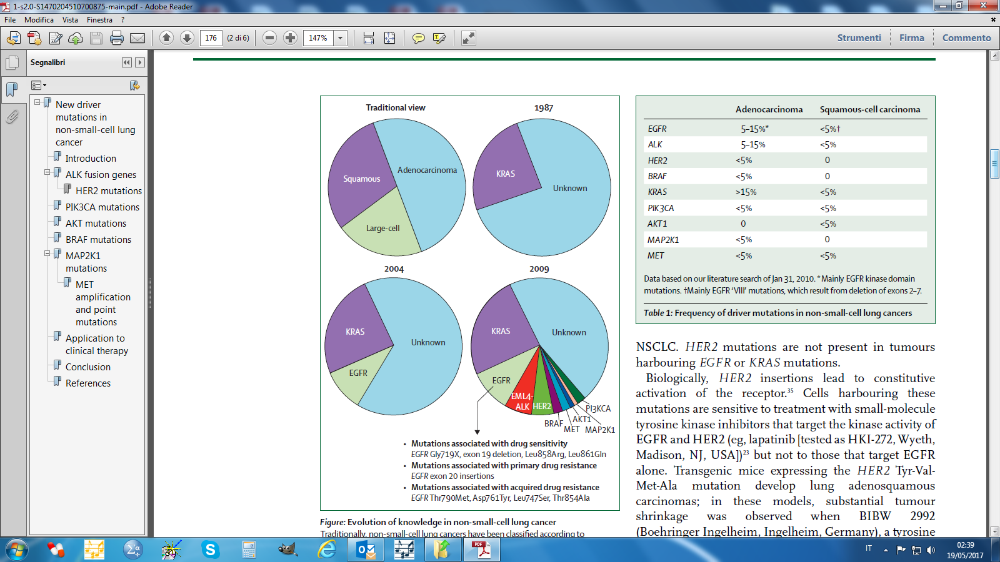 1-s2.0-S1470204510700875-main.pdf - Adobe Reader
File Modifica Vista Finestra ?
176 (2 di 6) 147% Strumenti Firma Commento
Segnalibri
New driver
mutations in
non-small-cell lung
cancer
Introduction
ALK fusion genes
HER2 mutations
PIK3CA mutations
AKT mutations
BRAF mutations
MAP2K1
mutations
MET
amplification
and point
mutations
Application to
clinical therapy
Conclusion
References
Traditional view
Squamous
Adenocarcinoma
Large-cell
1987
KRAS
Unknown
2004
KRAS
Unknown
EGFR
2009
KRAS
Unknown
EGFR
EML4-
ALK
HER2
BRAF
MET
AKT1
MAP2K1
PI3KCA
• Mutations associated with drug sensitivity
EGFR Gly719X, exon 19 deletion, Leu858Arg, Leu861Gln
• Mutations associated with primary drug resistance
EGFR exon 20 insertions
• Mutations associated with acquired drug resistance
EGFR Thr790Met, Asp761Tyr, Leu747Ser, Thr854Ala
Figure: Evolution of knowledge in non-small-cell lung cancer
Traditionally, non-small-cell lung cancers have been classified according to
Adenocarcinoma Squamous-cell carcinoma
EGFR 5–15%* <5%†
ALK 5–15% <5%
HER2 <5% 0
BRAF <5% 0
KRAS >15% <5%
PIK3CA <5% <5%
AKT1 0 <5%
MAP2K1 <5% 0
MET <5% <5%
Data based on our literature search of Jan 31, 2010. *Mainly EGFR kinase domain
mutations. †Mainly EGFR ‘VIII’ mutations, which result from deletion of exons 2–7.
Table 1: Frequency of driver mutations in non-small-cell lung cancers
NSCLC. HER2 mutations are not present in tumours
harbouring EGFR or KRAS mutations.
Biologically, HER2 insertions lead to constitutive
activation of the receptor.35 Cells harbouring these
mutations are sensitive to treatment with small-molecule
tyrosine kinase inhibitors that target the kinase activity of
EGFR and HER2 (eg, lapatinib [tested as HKI-272, Wyeth,
Madison, NJ, USA])23 but not to those that target EGFR
alone. Transgenic mice expressing the HER2 Tyr-Val-
Met-Ala mutation develop lung adenosquamous
carcinomas; in these models, substantial tumour
shrinkage was observed when BIBW 2992
(Boehringer Ingelheim, Ingelheim, Germany), a tyrosine
IT
02:39
19/05/2017